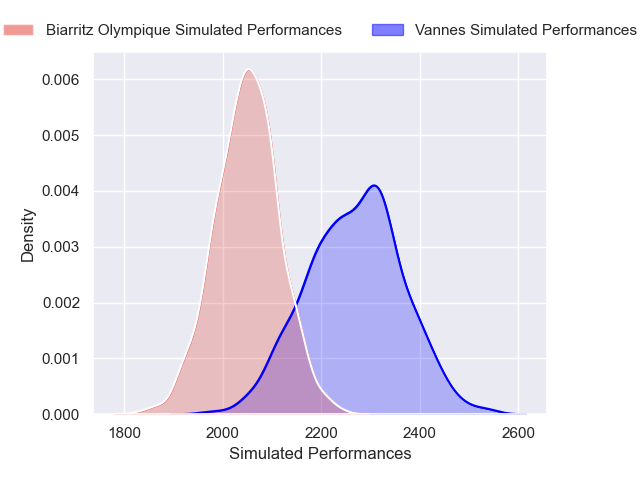 Biarritz Olympique Simulated Performances Vannes Simulated Performances
0.006
0.005
0.004
0.003
0.002
0.001
0.000
Density
1800 2000 2200 2400 2600
Simulated Performances